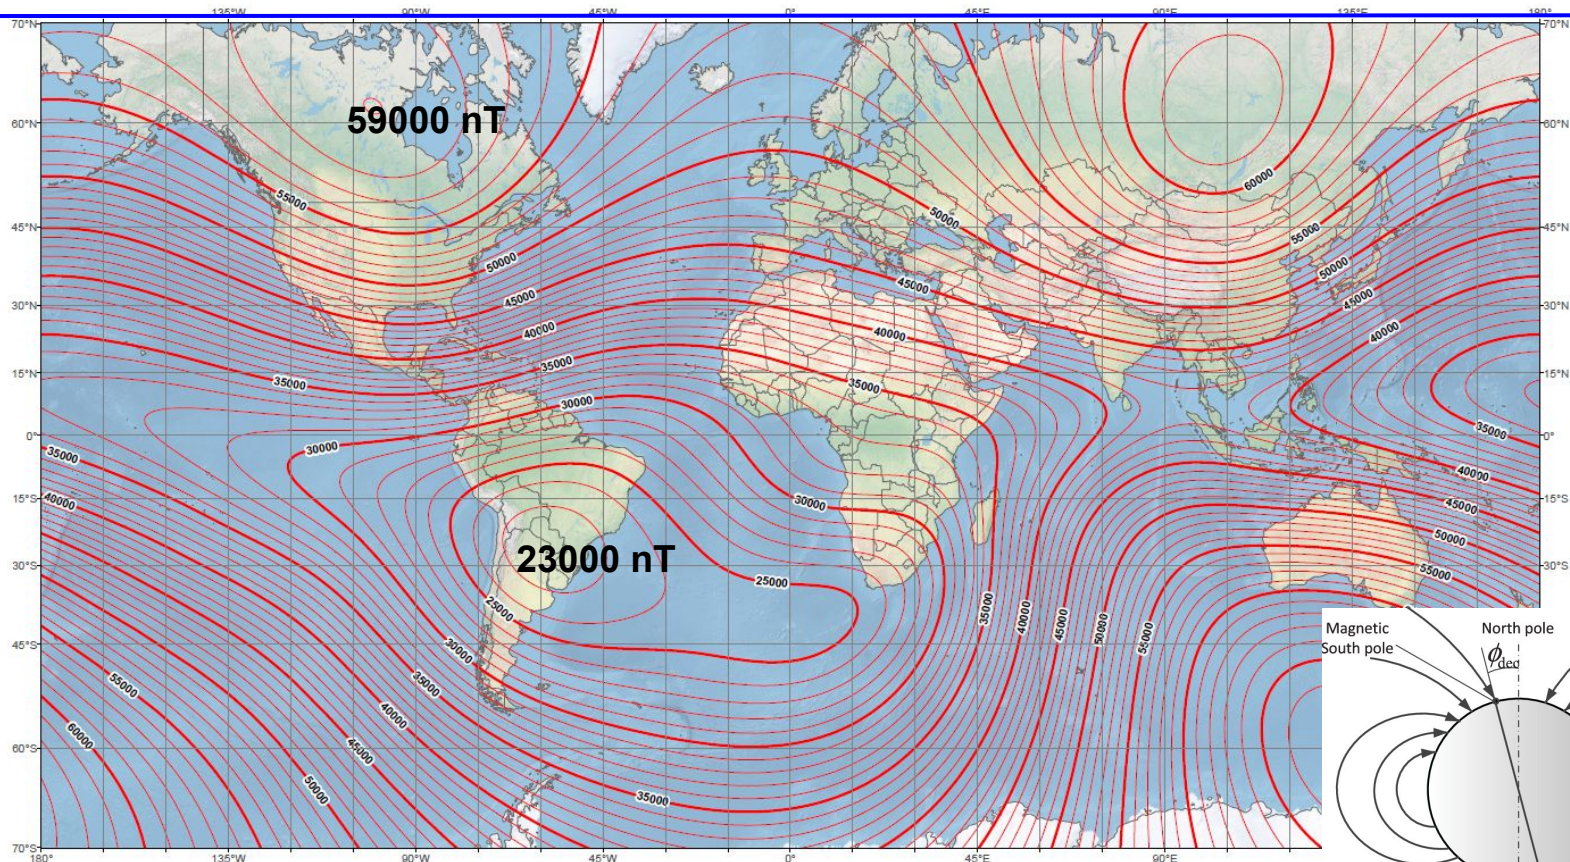 135°W 90°W 45°W 0° 45°E 90°E 135°E 180°
70°N 70°N
59000 nT
60°N 60°N
60000
55000
50000
55000
45°N 45°N
50000
50000
45000
45000
45000
30°N 30°N
40000
40000
40000
35000
15°N 15°N
35000
35000
30000
35000
0° 0°
30000
35000
40000
15°S 15°S
40000
30000
45000
50000
23000 nT
30°S 30°S
55000
25000
25000
35000
40000
45000
50000
55000
Magnetic
South pole
North pole
ϕdec
45°S
30000
35000
55000
40000
60000
60°S
45000
50000
35000
70°S
180° 135°W 90°W 45°W 0° 45°E 90°E